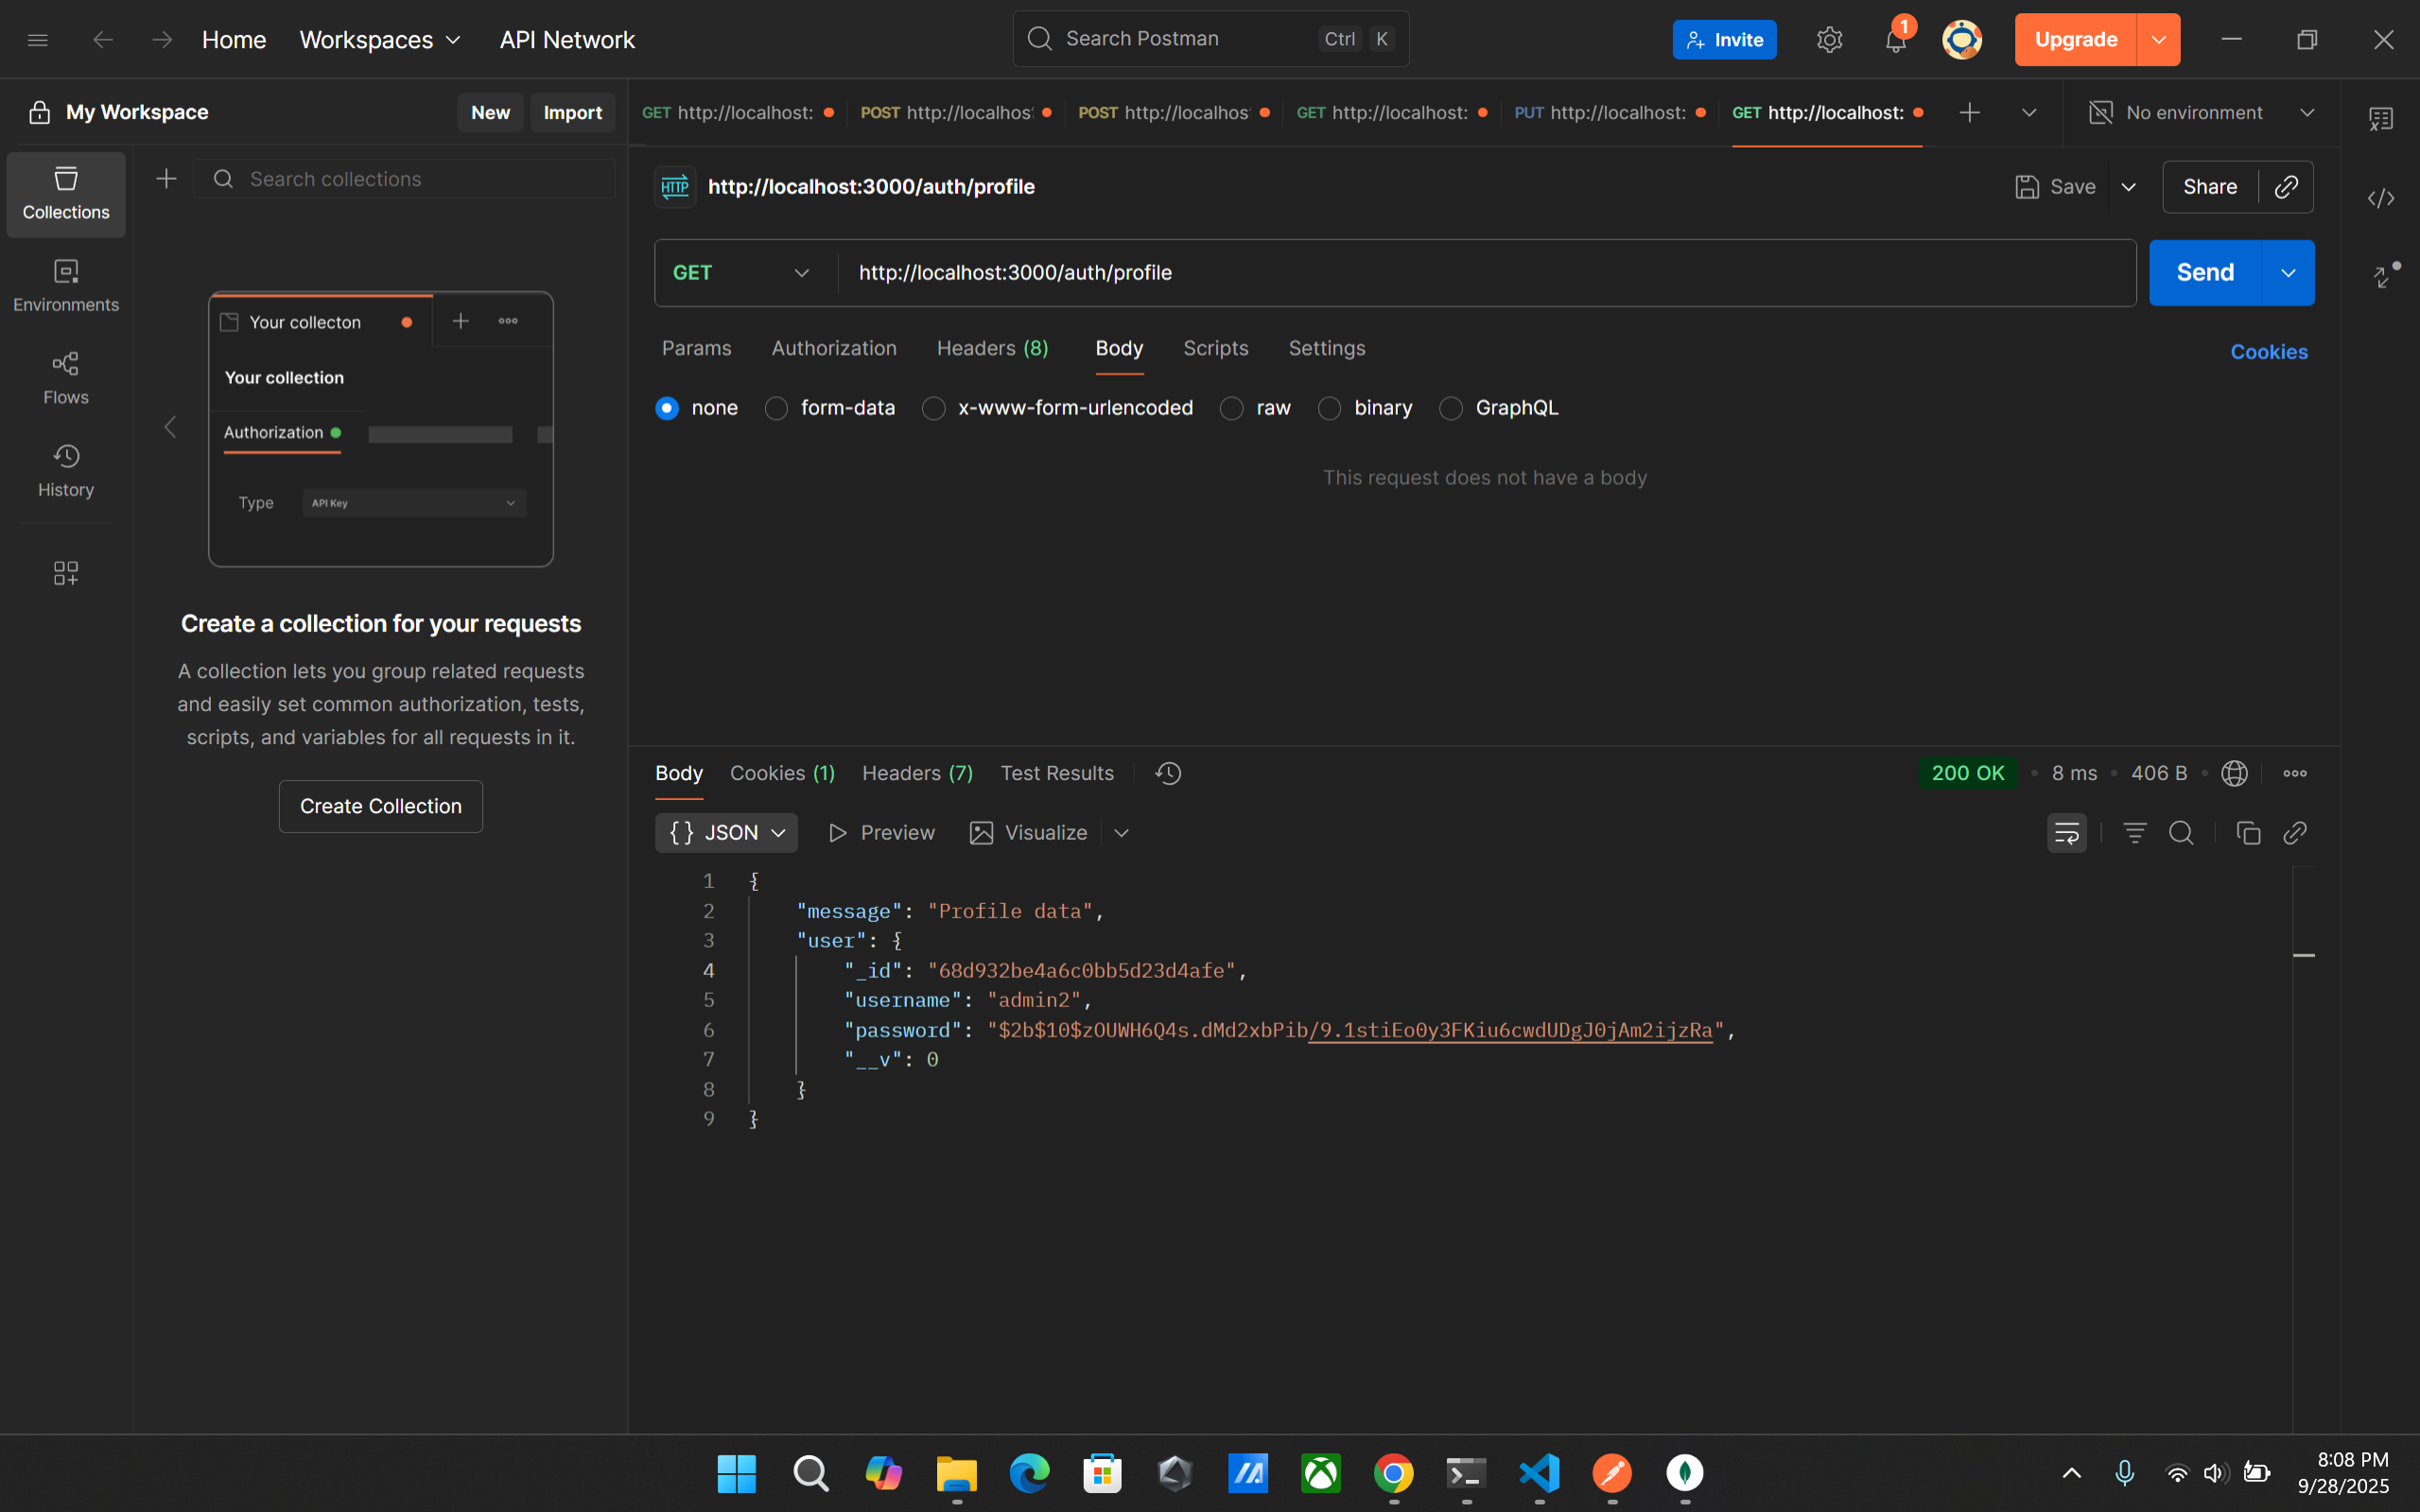 Home Workspaces API Network Search Postman Ctrl K Invite 1 Upgrade
My Workspace New Import GET http://localhost: POST http://localhos POST http://localhos GET http://localhost: PUT http://localhost: GET http://localhost: No environment
Collections
Environments
Flows
History
Search collections
Your collecton
Your collection
Authorization
Type API Key
Create a collection for your requests
A collection lets you group related requests
and easily set common authorization, tests,
scripts, and variables for all requests in it.
Create Collection
HTTP http://localhost:3000/auth/profile Save Share
GET http://localhost:3000/auth/profile Send
Params Authorization Headers (8) Body Scripts Settings Cookies
none form-data x-www-form-urlencoded raw binary GraphQL
This request does not have a body
Body Cookies (1) Headers (7) Test Results 200 OK 8 ms 406 B
{} JSON Preview Visualize
1 {
2 "message": "Profile data",
3 "user": {
4 "_id": "68d932be4a6c0bb5d23d4afe",
5 "username": "admin2",
6 "password": "$2b$10$zOUWH6Q4s.dMd2xbPib/9.1stiEo0y3FKiu6cwdUDgJ0jAm2ijzRa",
7 "__v": 0
8 }
9 }
8:08 PM
9/28/2025